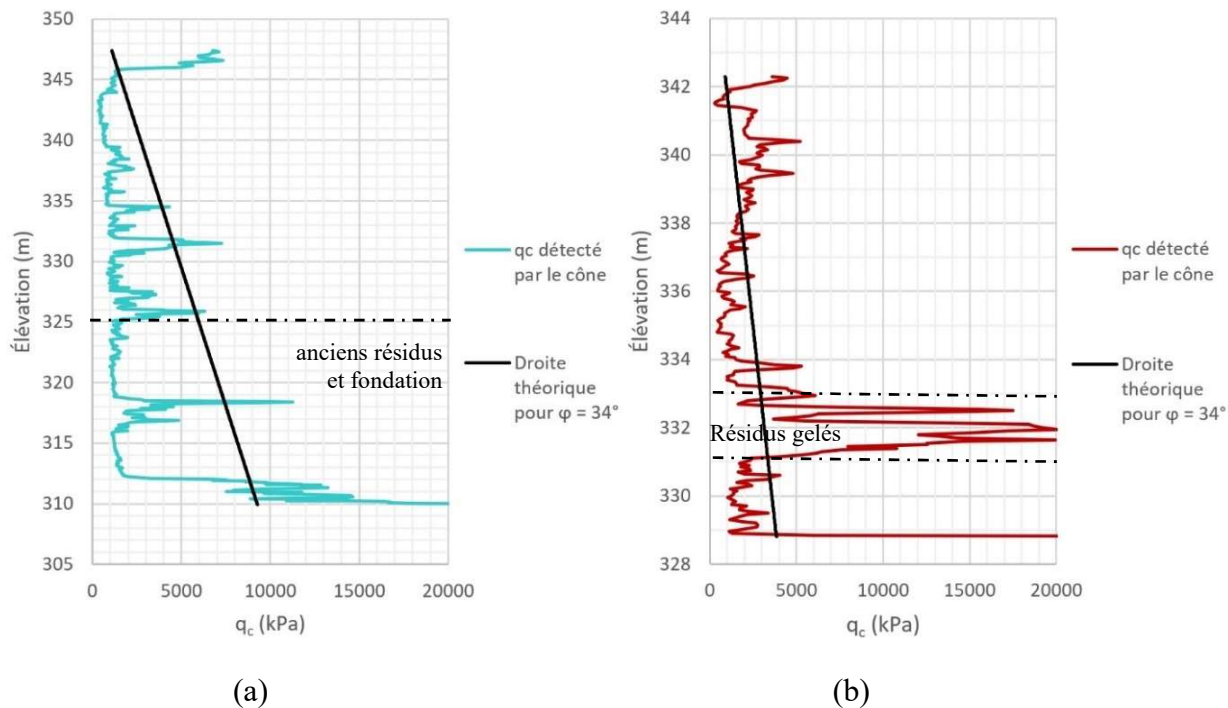 350
345
340
335
330
325
320
315
310
305
Élévation (m)
0
5000
10000
15000
20000
qc (kPa)
anciens résidus
et fondation
qc détecté
par le cône
Droite
théorique
pour φ = 34°
(a)
344
342
340
338
336
334
332
330
328
Élévation (m)
0
5000
10000
15000
20000
qc (kPa)
Résidus gelés
qc détecté
par le cône
Droite
théorique
pour φ = 34°
(b)